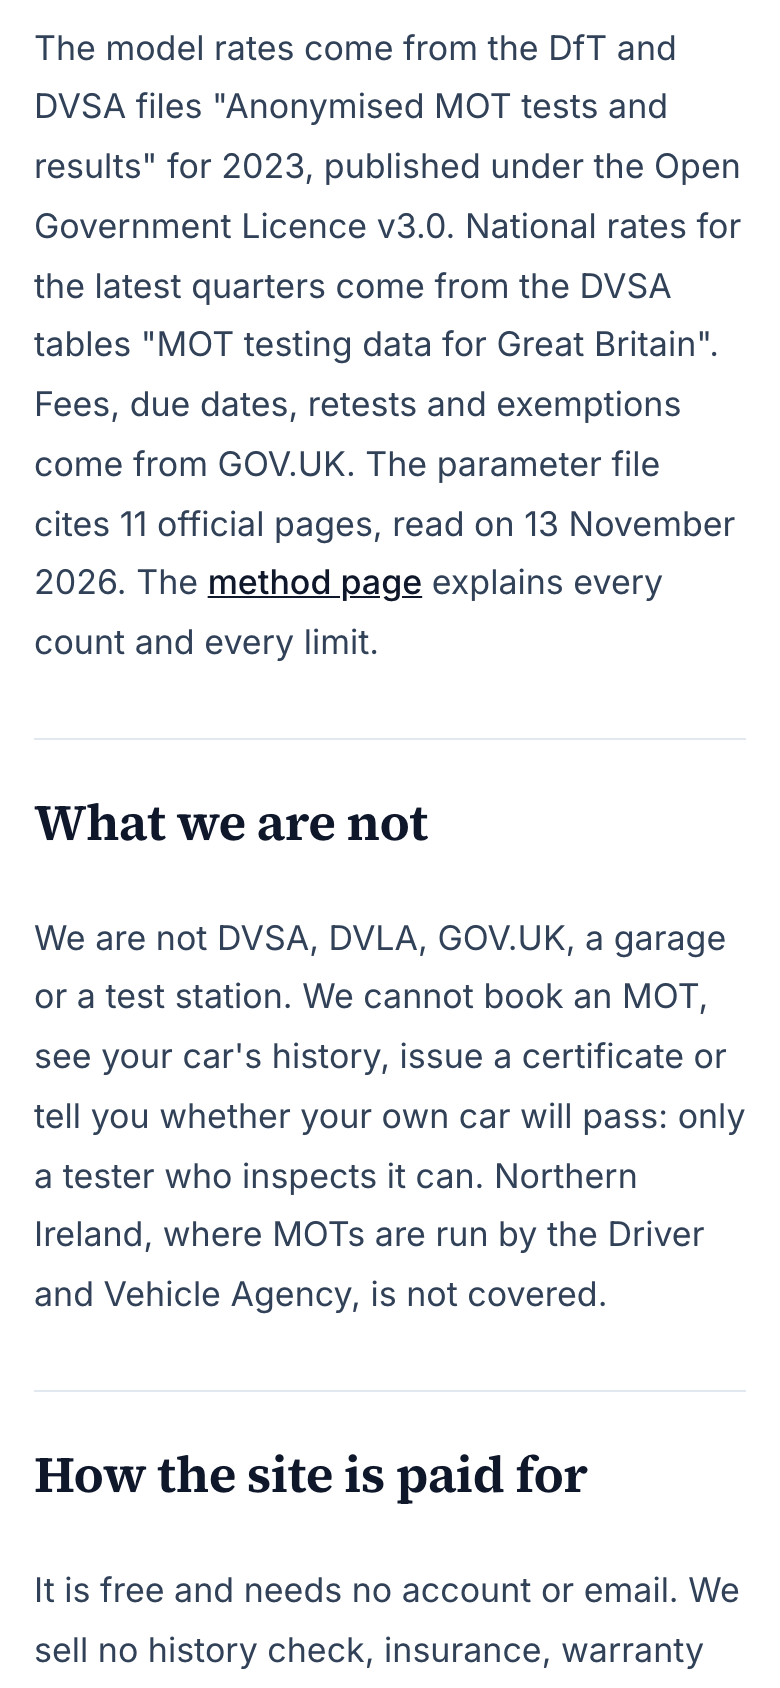 The model rates come from the DfT and
DVSA files "Anonymised MOT tests and
results" for 2023, published under the Open
Government Licence v3.0. National rates for
the latest quarters come from the DVSA
tables "MOT testing data for Great Britain".
Fees, due dates, retests and exemptions
come from GOV.UK. The parameter file
cites 11 official pages, read on 13 November
2026. The method page explains every
count and every limit.
What we are not
We are not DVSA, DVLA, GOV.UK, a garage
or a test station. We cannot book an MOT,
see your car's history, issue a certificate or
tell you whether your own car will pass: only
a tester who inspects it can. Northern
Ireland, where MOTs are run by the Driver
and Vehicle Agency, is not covered.
How the site is paid for
It is free and needs no account or email. We
sell no history check, insurance, warranty